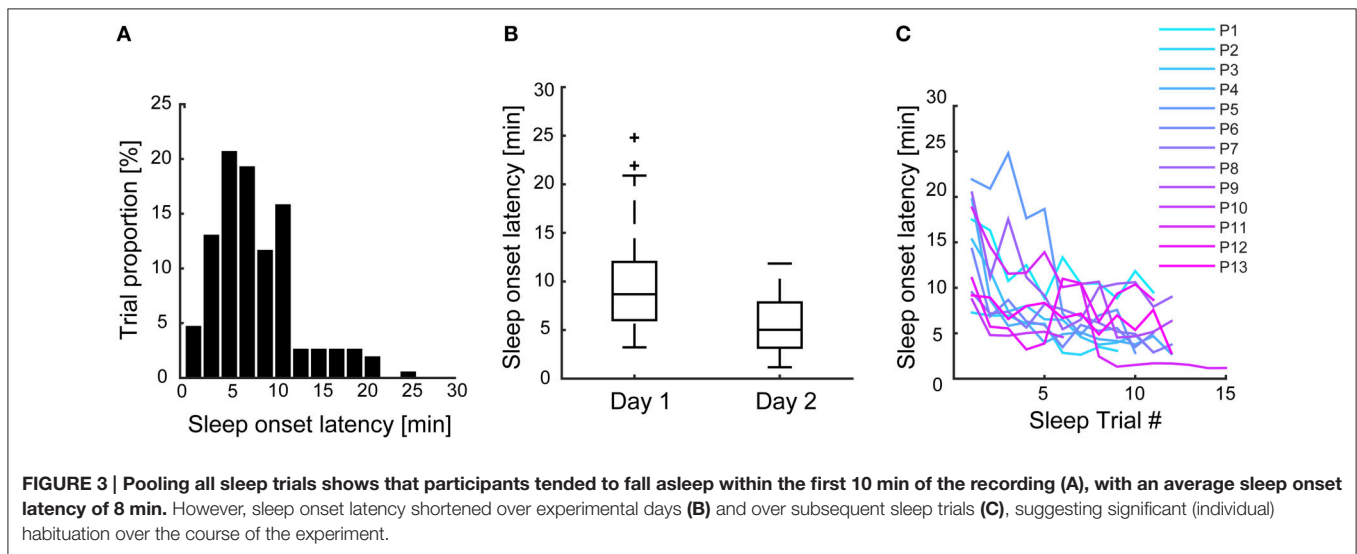 A
Trial proportion [%]
25
20
15
10
5
0
0 5 10 15 20 25 30
Sleep onset latency [min]
B
Sleep onset latency [min]
30
25
20
15
10
5
0
Day 1 Day 2
C
Sleep onset latency [min]
30
25
20
15
10
5
0
5 10 15
Sleep Trial #
P1
P2
P3
P4
P5
P6
P7
P8
P9
P10
P11
P12
P13
FIGURE 3 | Pooling all sleep trials shows that participants tended to fall asleep within the first 10 min of the recording (A), with an average sleep onset
latency of 8 min. However, sleep onset latency shortened over experimental days (B) and over subsequent sleep trials (C), suggesting significant (individual)
habituation over the course of the experiment.